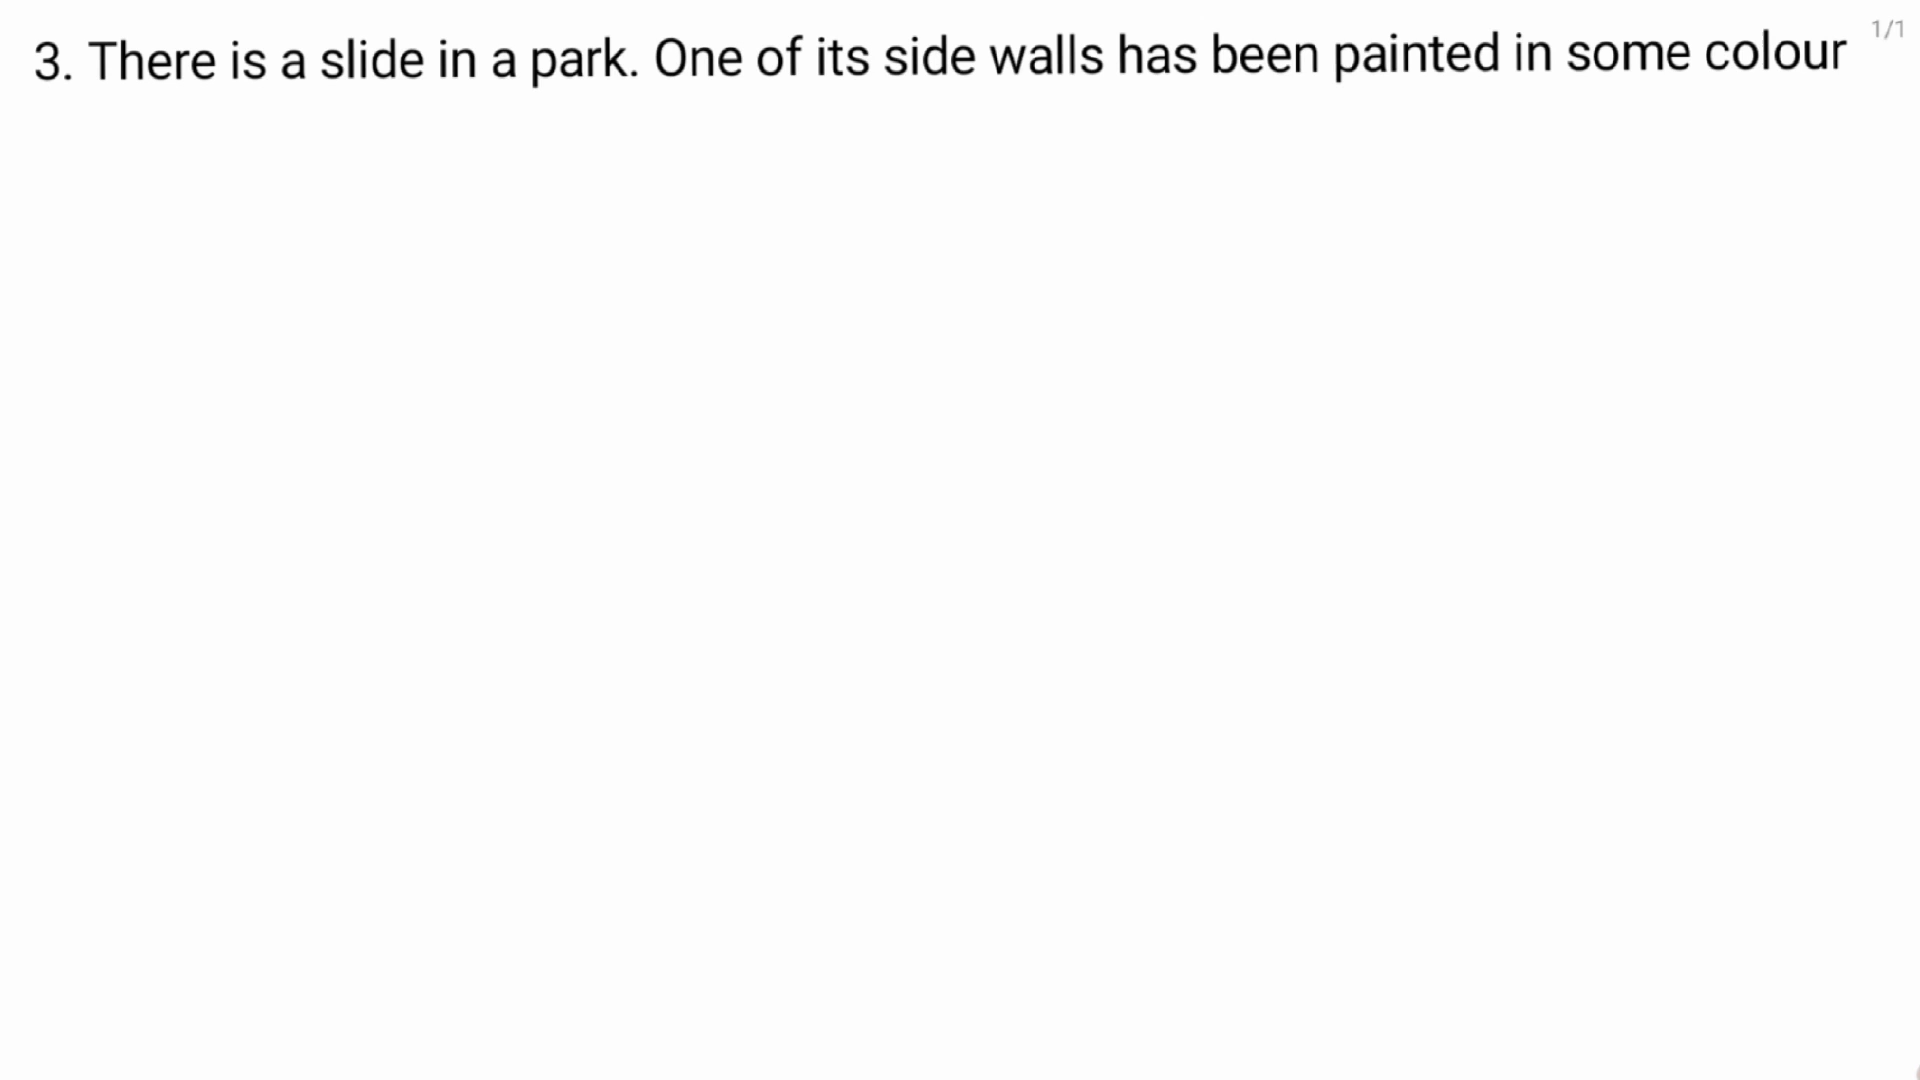 1/1
3. There is a slide in a park. One of its side walls has been painted in some colour